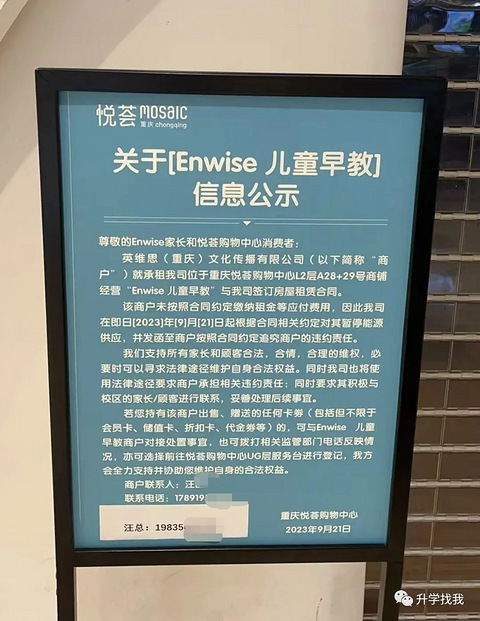 悦荟 mosaic
重庆 chongqing
关于[Enwise 儿童早教]
信息公示
尊敬的Enwise家长和悦荟购物中心消费者：
英维思（重庆）文化传播有限公司（以下简称“商
户”）就承租我司位于重庆悦荟购物中心L2层A28+29号商铺
经营“Enwise 儿童早教”与我司签订房屋租赁合同。
该商户未按照合同约定缴纳租金等应付费用，因此我司
在即日[2023]年[9]月[21]日起根据合同相关约定对其暂停能源
供应，并发函至商户按照合同约定追究商户的违约责任。
我们支持所有家长和顾客合法，合情，合理的维权，必
要时可以寻求法律途径维护自身合法权益。同时我司也将使
用法律途径要求商户承担相关违约责任；同时要求其积极与
校区的家长/顾客进行联系，妥善处理后续事宜。
若您持有该商户出售、赠送的任何卡券（包括但不限于
会员卡、储值卡、折扣卡、代金券等）的，可与Enwise 儿童
早教商户对接处置事宜，也可拨打相关监管部门电话反映情
况，亦可选择前往悦荟购物中心UG层服务台进行登记，我方
会全力支持并协助您维护自身的合法权益。
商户联系人：汪
联系电话：178919
汪总：19835
重庆悦荟购物中心
2023年9月21日
升学找我